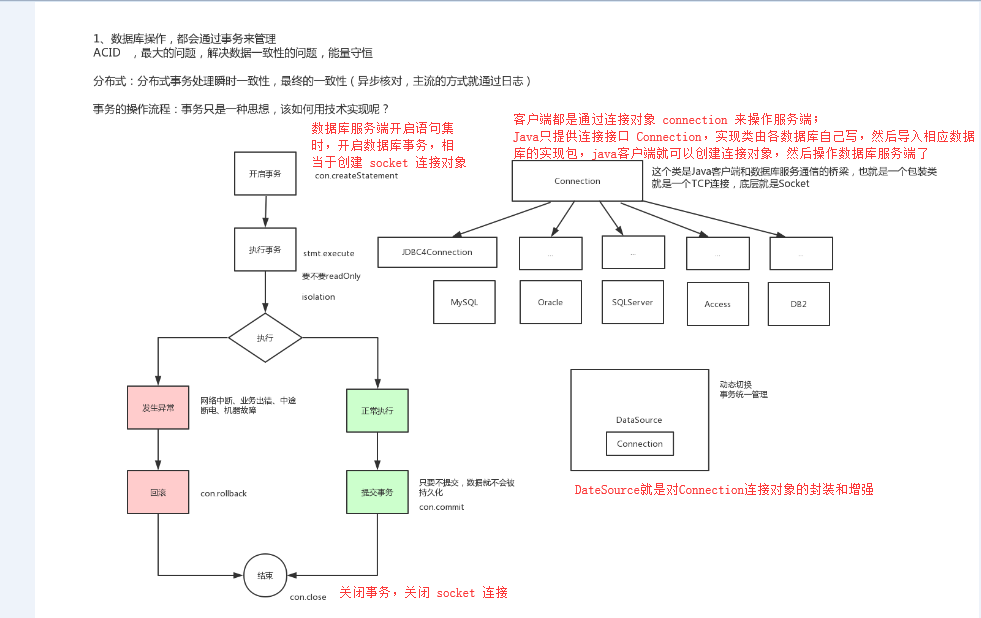 1、数据库操作，都会通过事务来管理
ACID ，最大的问题，解决数据一致性的问题，能量守恒
分布式：分布式事务处理瞬时一致性，最终的一致性（异步核对，主流的方式就通过日志）
事务的操作流程：事务只是一种思想，该如何用技术实现呢？
数据库服务端开启语句集
时，开启数据库事务，相
当于创建 socket 连接对象
con.createStatement
开启事务
执行事务
stmt.execute
要不要readOnly
isolation
执行
发生异常
网络中断、业务出错、中途
断电、机器故障
正常执行
回滚
con.rollback
提交事务
只要不提交，数据就不会被
持久化
con.commit
结束
con.close
关闭事务，关闭 socket 连接
客户端都是通过连接对象 connection 来操作服务端；
Java只提供连接接口 Connection，实现类由各数据库自己写，然后导入相应数据
库的实现包，java客户端就可以创建连接对象，然后操作数据库服务端了
Connection
这个类是Java客户端和数据库服务通信的桥梁，也就是一个包装类
就是一个TCP连接，底层就是Socket
JDBC4Connection
...
...
...
...
MySQL
Oracle
SQLServer
Access
DB2
动态切换
事务统一管理
DataSource
Connection
DateSource就是对Connection连接对象的封装和增强